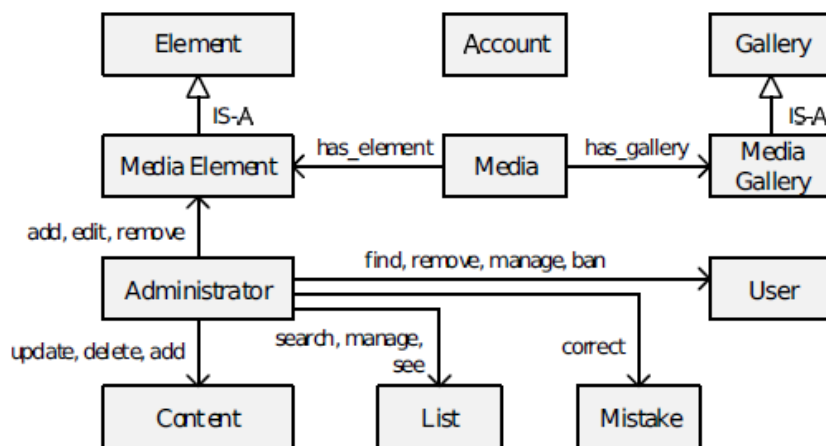 Element
Account
Gallery
IS-A
IS-A
has_element
has_gallery
Media Element
Media
Media
Gallery
add, edit, remove
find, remove, manage, ban
Administrator
User
update, delete, add
search, manage,
see
correct
Content
List
Mistake